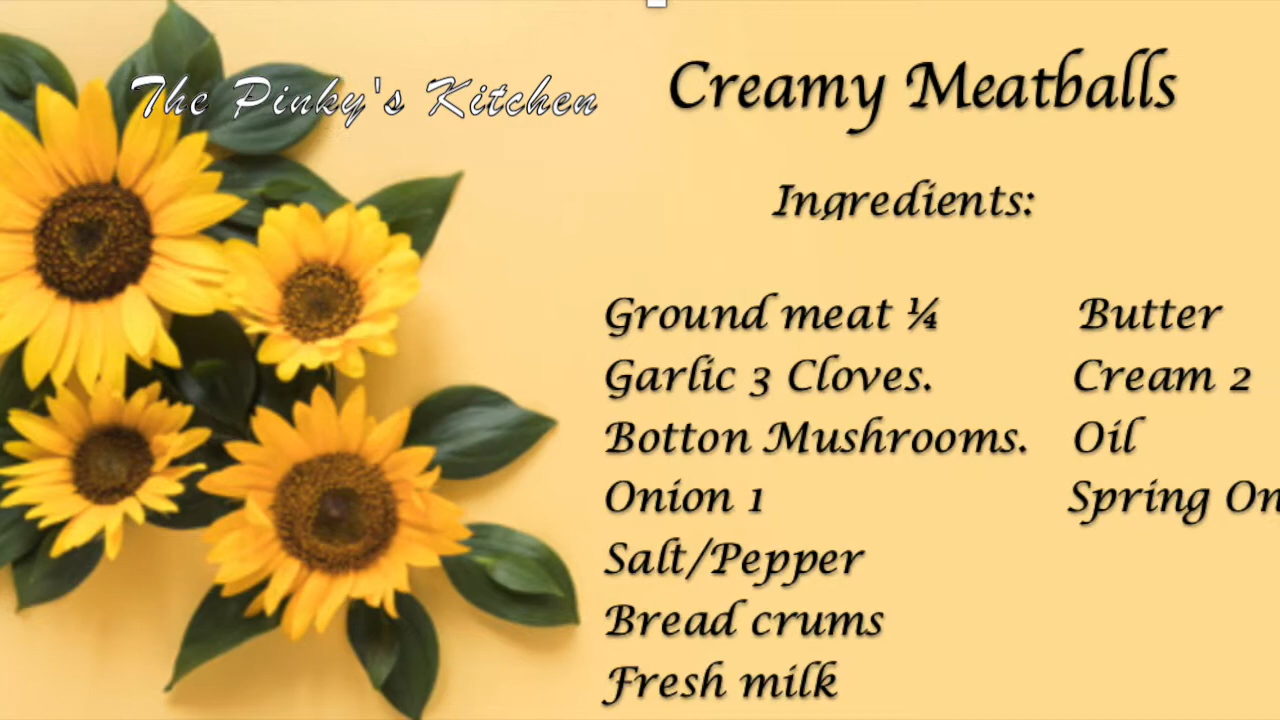 The Pinky's Kitchen
Creamy Meatballs
Ingredients:
Ground meat ¼
Garlic 3 Cloves.
Botton Mushrooms.
Onion 1
Salt/Pepper
Bread crums
Fresh milk
Butter
Cream 2
Oil
Spring